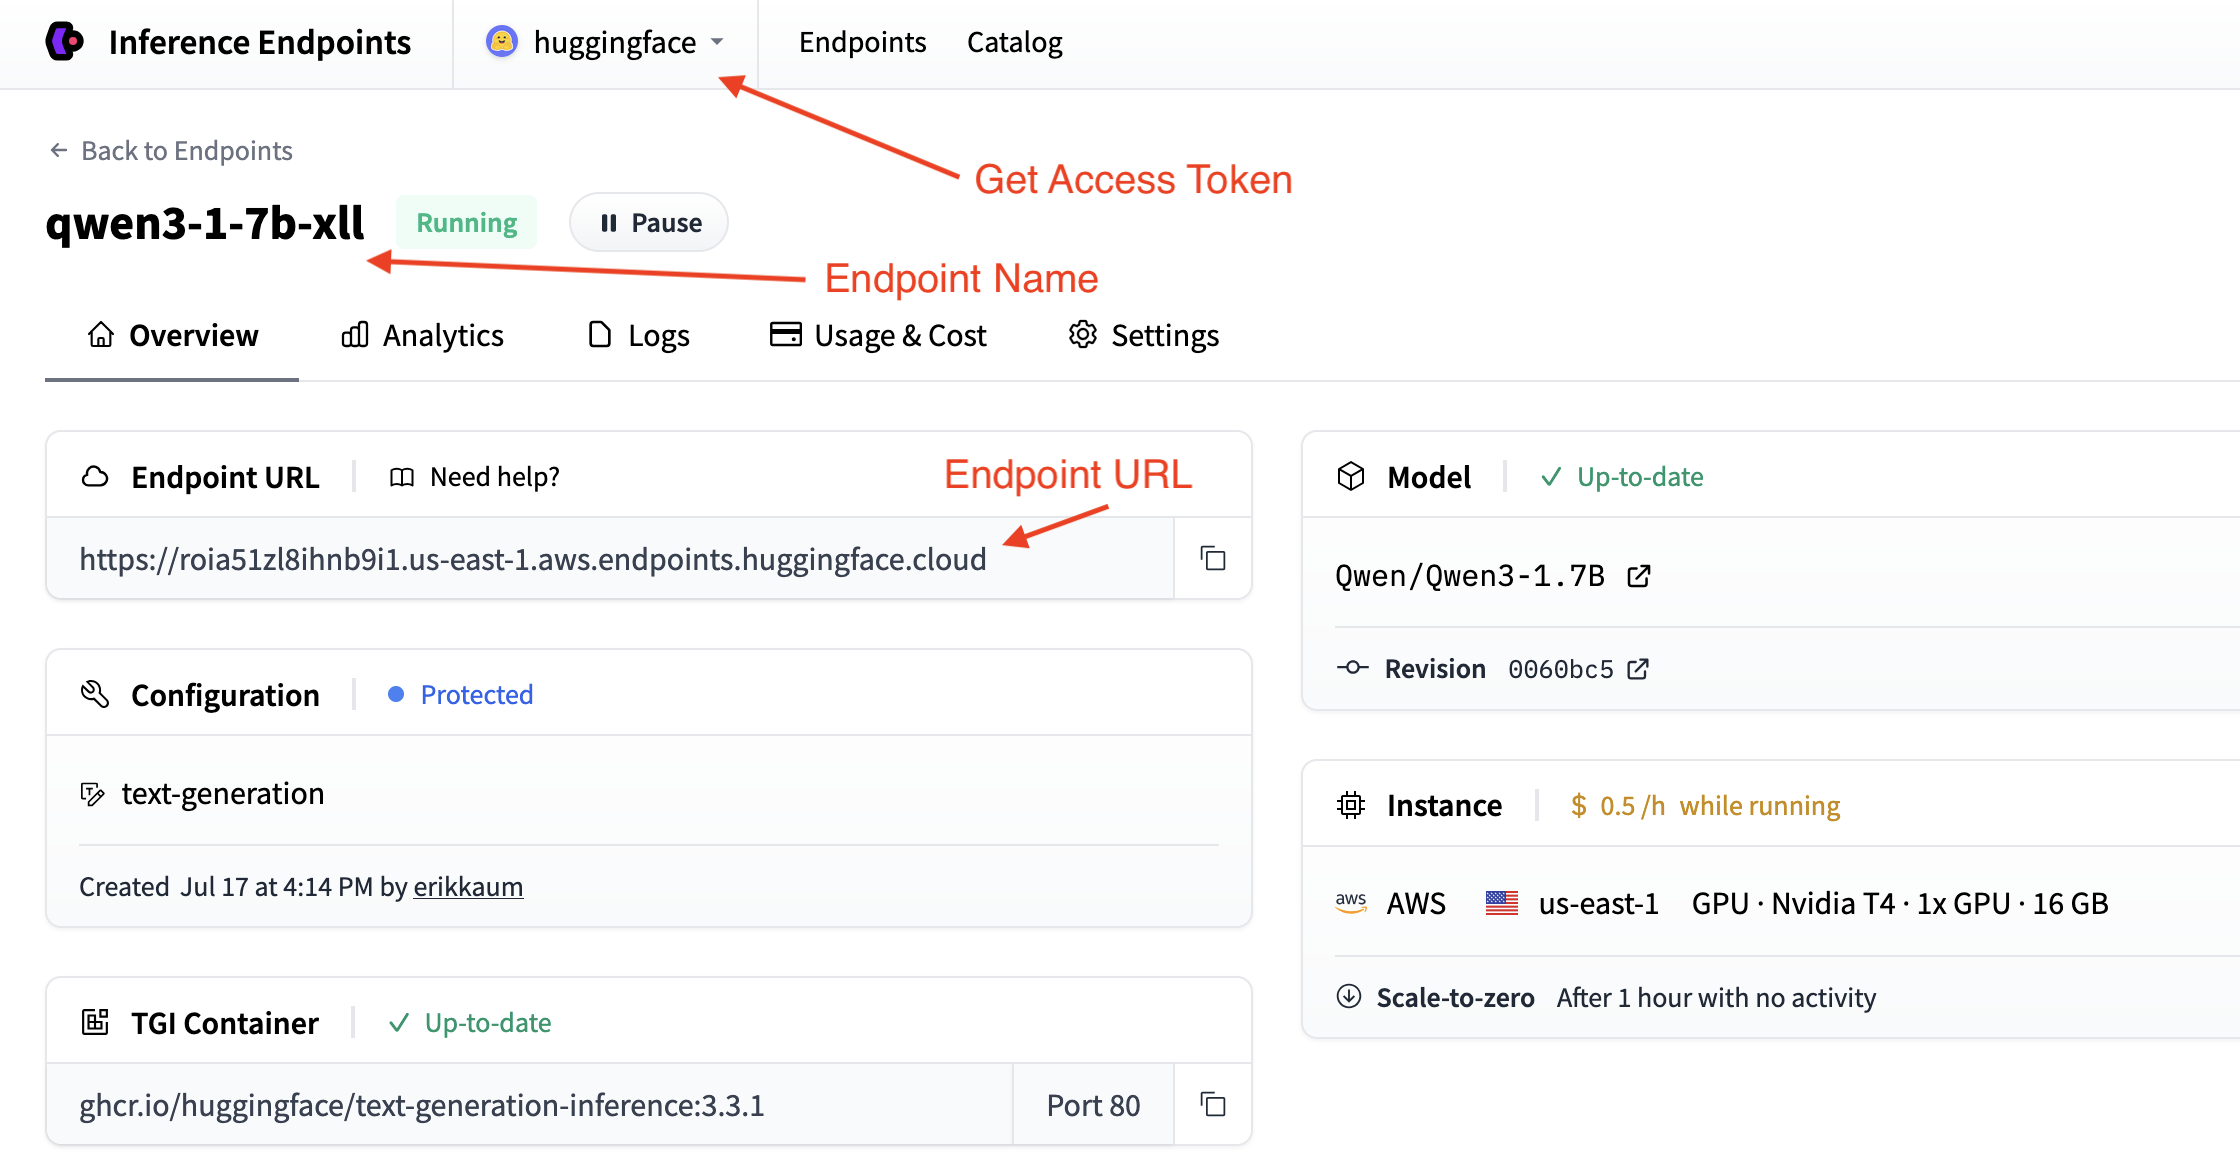 Inference Endpoints
huggingface
Endpoints
Catalog
Back to Endpoints
Get Access Token
qwen3-1-7b-xll
Running
Pause
Endpoint Name
Overview
Analytics
Logs
Usage & Cost
Settings
Endpoint URL
Need help?
Endpoint URL
https://roia51zl8ihnb9i1.us-east-1.aws.endpoints.huggingface.cloud
Model
Up-to-date
Qwen/Qwen3-1.7B
Revision 0060bc5
Configuration
Protected
text-generation
Created Jul 17 at 4:14 PM by erikkaum
Instance
$ 0.5 /h while running
aws AWS us-east-1 GPU · Nvidia T4 · 1x GPU · 16 GB
Scale-to-zero After 1 hour with no activity
TGI Container
Up-to-date
ghcr.io/huggingface/text-generation-inference:3.3.1
Port 80